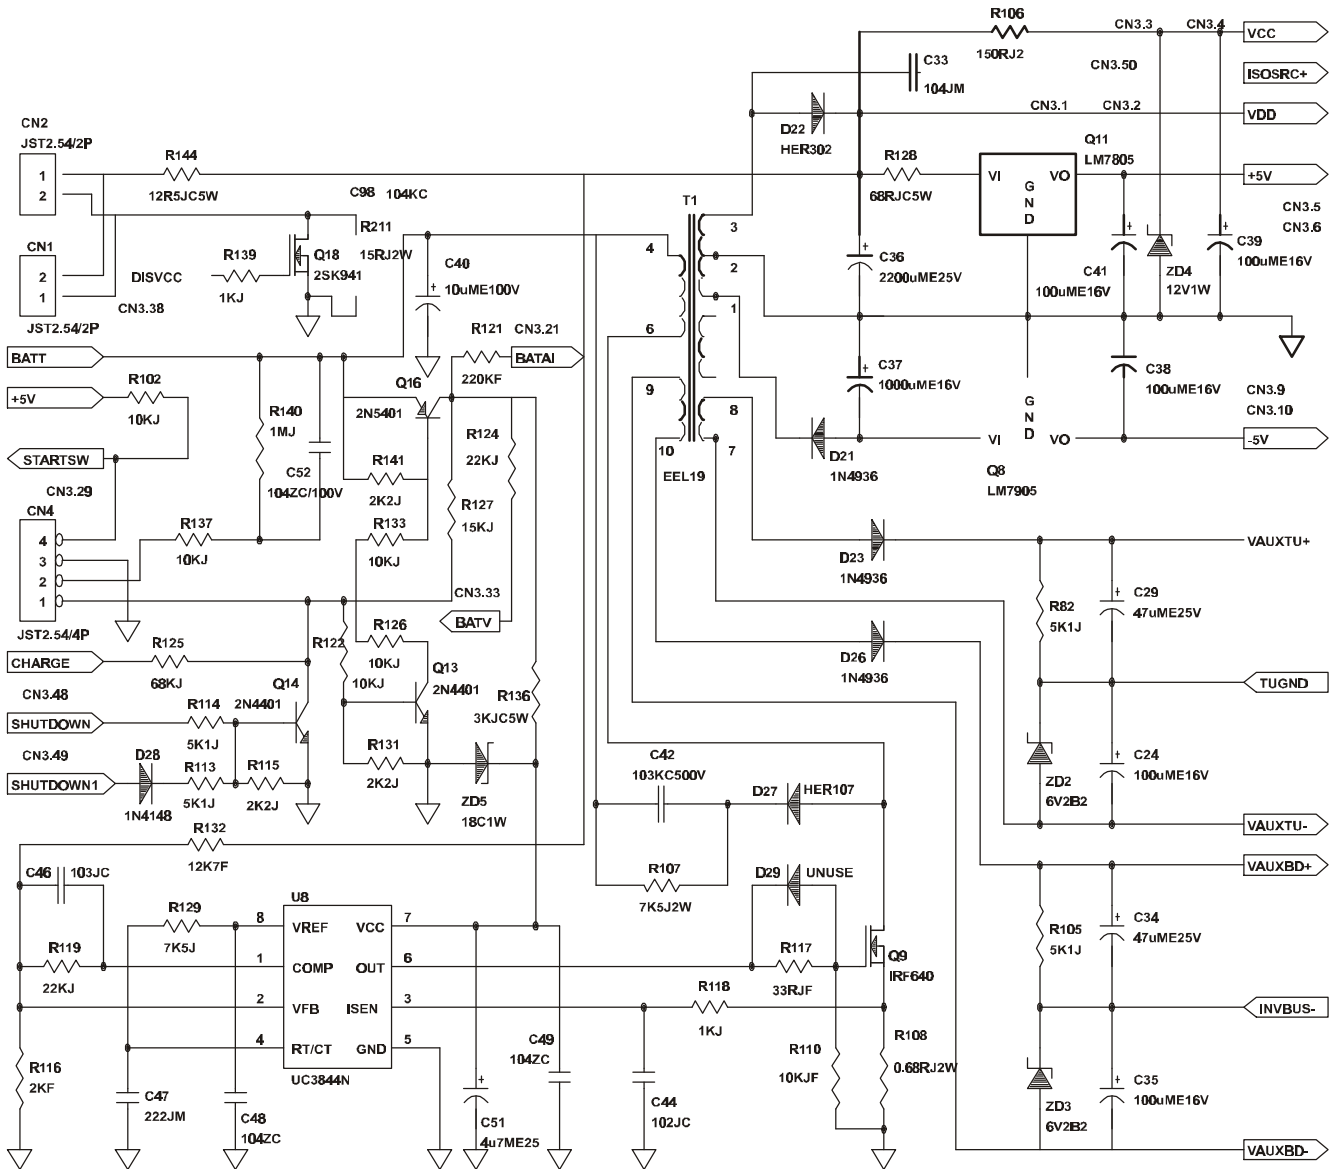 R106
150RJ2
CN3.3
CN3.4
VCC
C33
104JM
CN3.50
ISOSRC+
CN3.1
CN3.2
VDD
D22
HER302
CN2
JST2.54/2P
1
2
R144
12R5JC5W
C98
104KC
R128
68RJC5W
Q11
LM7805
VI
VO
GND
+5V
CN3.5
CN3.6
T1
3
4
2
1
6
9
8
10
7
EEL19
CN1
2
1
JST2.54/2P
DISVCC
CN3.38
R139
1KJ
Q18
2SK941
R211
15RJ2W
C40
10uME100V
C36
2200uME25V
C41
100uME16V
ZD4
12V1W
C39
100uME16V
BATT
R121
220KF
CN3.21
BATAI
+5V
R102
10KJ
R140
1MJ
Q16
2N5401
C37
1000uME16V
C38
100uME16V
CN3.9
CN3.10
-5V
GND
VI
VO
Q8
LM7905
D21
1N4936
STARTSW
CN3.29
C52
104ZC/100V
R141
2K2J
R124
22KJ
R127
15KJ
CN4
4
3
2
1
JST2.54/4P
R137
10KJ
R133
10KJ
D23
1N4936
VAUXTU+
CN3.33
BATV
R82
5K1J
C29
47uME25V
R125
68KJ
CHARGE
R122
10KJ
R126
10KJ
D26
1N4936
CN3.48
Q14
2N4401
Q13
2N4401
R136
3KJC5W
TUGND
SHUTDOWN
R114
5K1J
CN3.49
D28
1N4148
SHUTDOWN1
R113
5K1J
R115
2K2J
R131
2K2J
ZD5
18C1W
C42
103KC500V
D27
HER107
ZD2
6V2B2
C24
100uME16V
VAUXTU-
R132
12K7F
C46
103JC
R107
7K5J2W
D29
UNUSE
VAUXBD+
U8
R129
7K5J
8
VREF
VCC
7
R119
22KJ
1
COMP
OUT
6
2
VFB
ISEN
3
4
RT/CT
GND
5
UC3844N
R117
33RJF
Q9
IRF640
R105
5K1J
C34
47uME25V
R118
1KJ
INVBUS-
R116
2KF
C47
222JM
C48
104ZC
C49
104ZC
C51
4u7ME25
C44
102JC
R110
10KJF
R108
0.68RJ2W
ZD3
6V2B2
C35
100uME16V
VAUXBD-